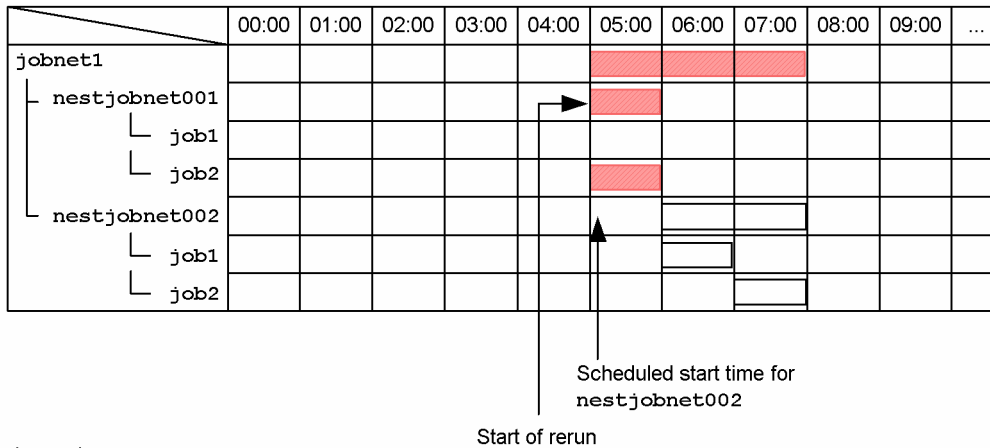 00:00 01:00 02:00 03:00 04:00 05:00 06:00 07:00 08:00 09:00 ...
jobnet1
nestjobnet001
job1
job2
nestjobnet002
job1
job2
Scheduled start time for
nestjobnet002
Start of rerun